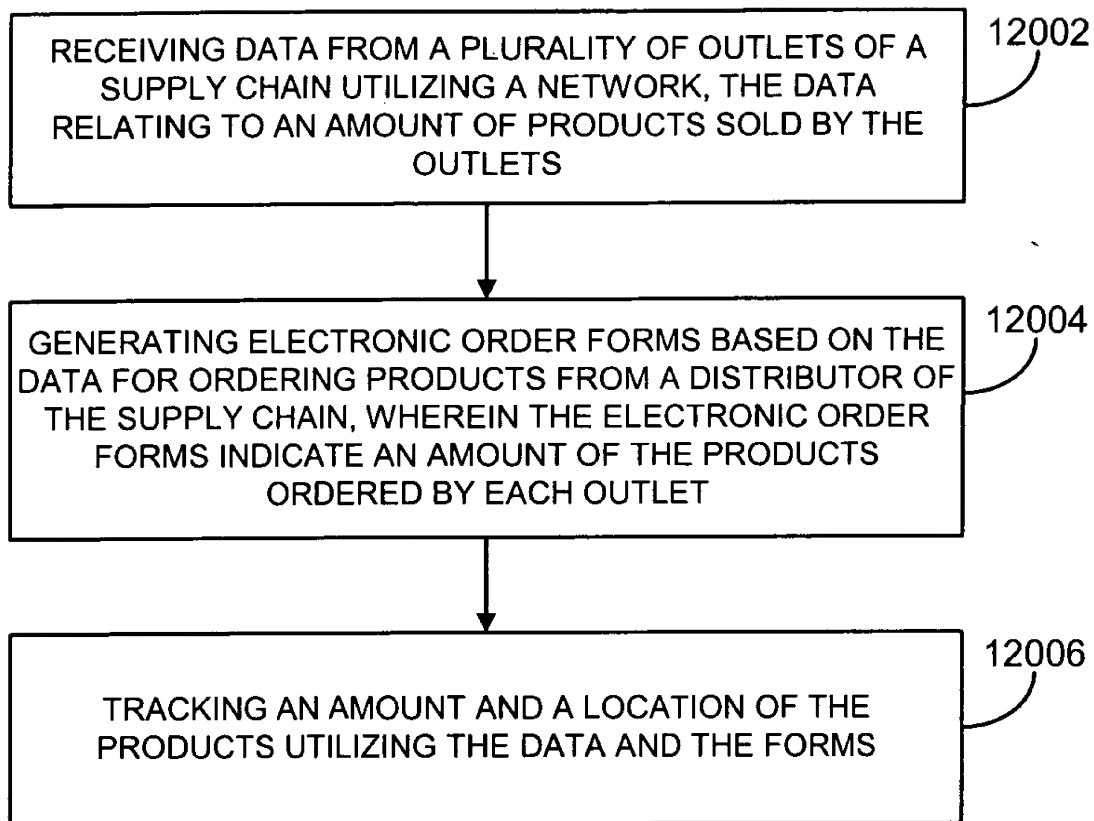 RECEIVING DATA FROM A PLURALITY OF OUTLETS OF A
SUPPLY CHAIN UTILIZING A NETWORK, THE DATA
RELATING TO AN AMOUNT OF PRODUCTS SOLD BY THE
OUTLETS
12002
GENERATING ELECTRONIC ORDER FORMS BASED ON THE
DATA FOR ORDERING PRODUCTS FROM A DISTRIBUTOR OF
THE SUPPLY CHAIN, WHEREIN THE ELECTRONIC ORDER
FORMS INDICATE AN AMOUNT OF THE PRODUCTS
ORDERED BY EACH OUTLET
12004
TRACKING AN AMOUNT AND A LOCATION OF THE
PRODUCTS UTILIZING THE DATA AND THE FORMS
12006